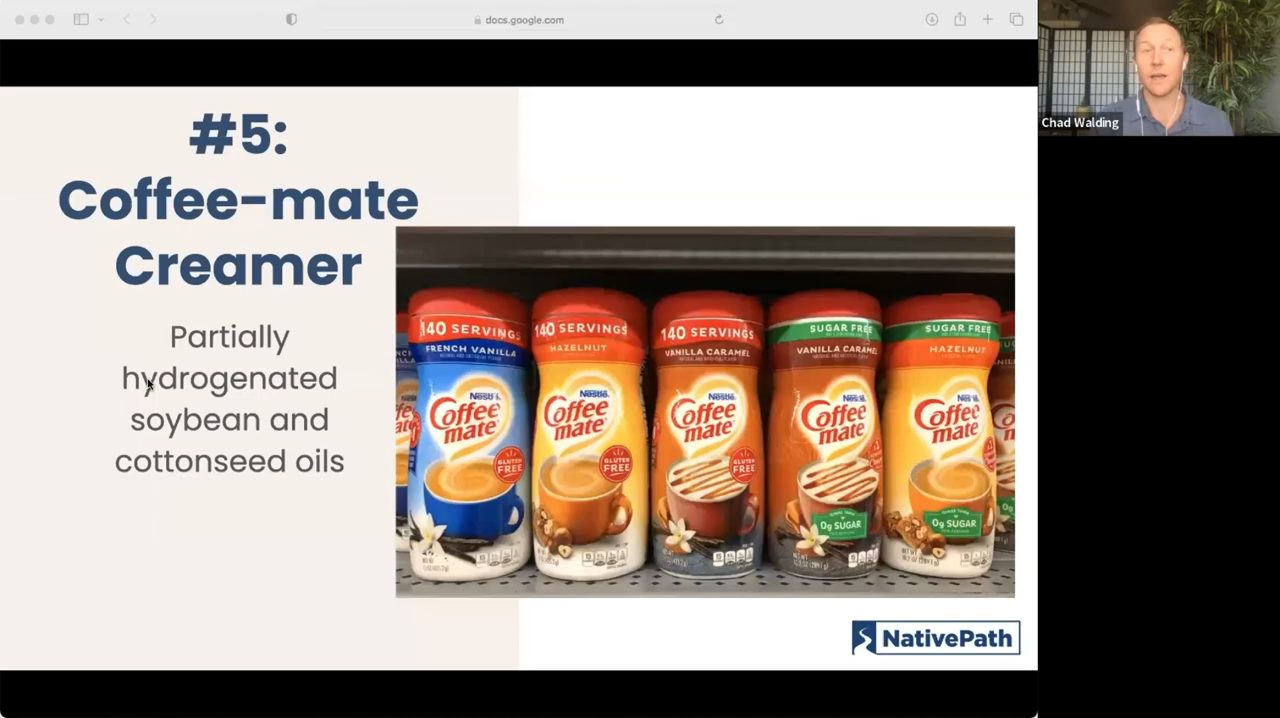 docs.google.com
Chad Walding
#5:
Coffee-mate
Creamer
Partially
hydrogenated
soybean and
cottonseed oils
140 SERVINGS
FRENCH VANILLA
Nestlé
Coffee
mate
GLUTEN
FREE
140 SERVINGS
HAZELNUT
Nestlé
Coffee
mate
GLUTEN
FREE
140 SERVINGS
VANILLA CARAMEL
Nestlé
Coffee
mate
GLUTEN
FREE
SUGAR FREE
VANILLA CARAMEL
Nestlé
Coffee
mate
0g SUGAR
SUGAR FREE
HAZELNUT
Nestlé
Coffee
mate
0g SUGAR
NativePath